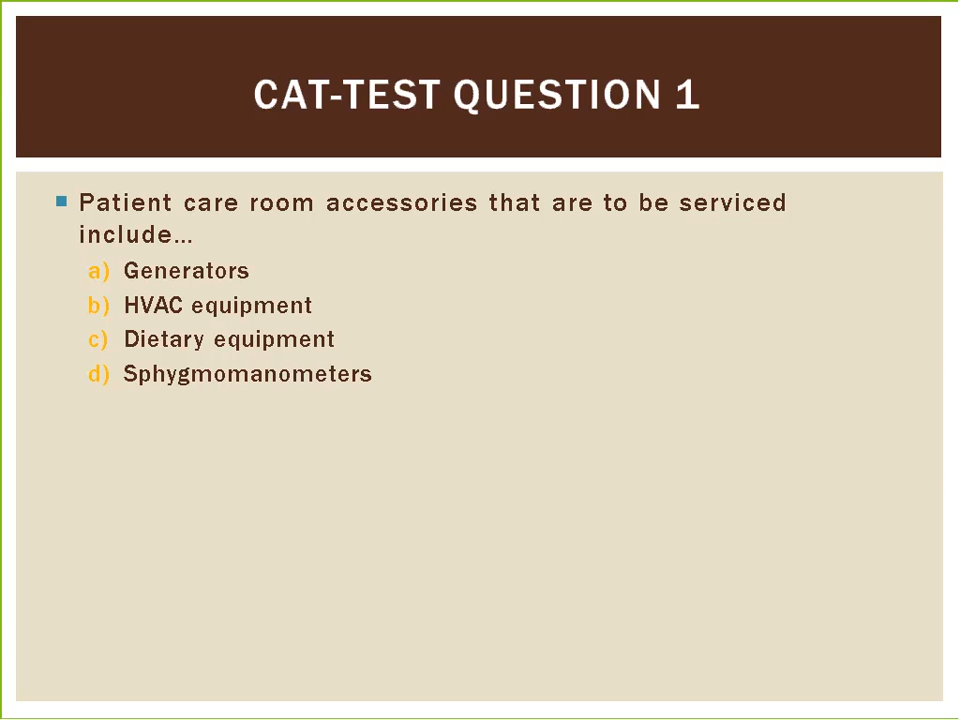 CAT-TEST QUESTION 1
Patient care room accessories that are to be serviced
include…
a) Generators
b) HVAC equipment
c) Dietary equipment
d) Sphygmomanometers